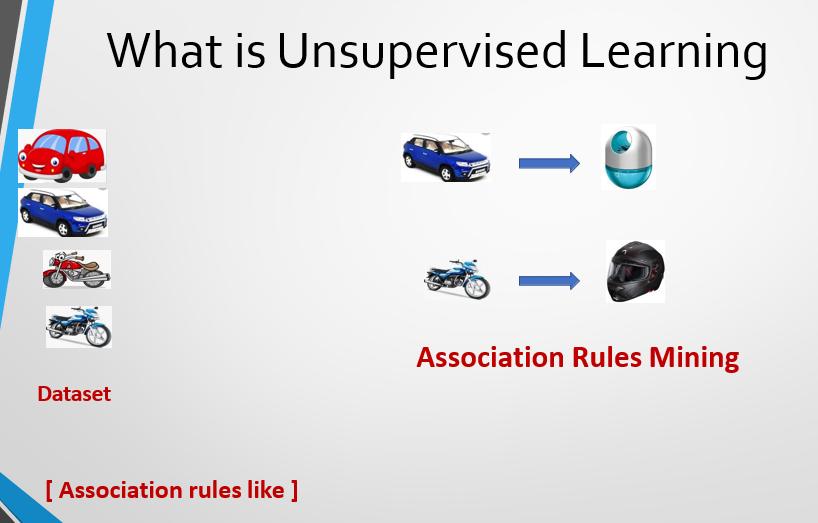 What is Unsupervised Learning
Association Rules Mining
Dataset
[ Association rules like ]